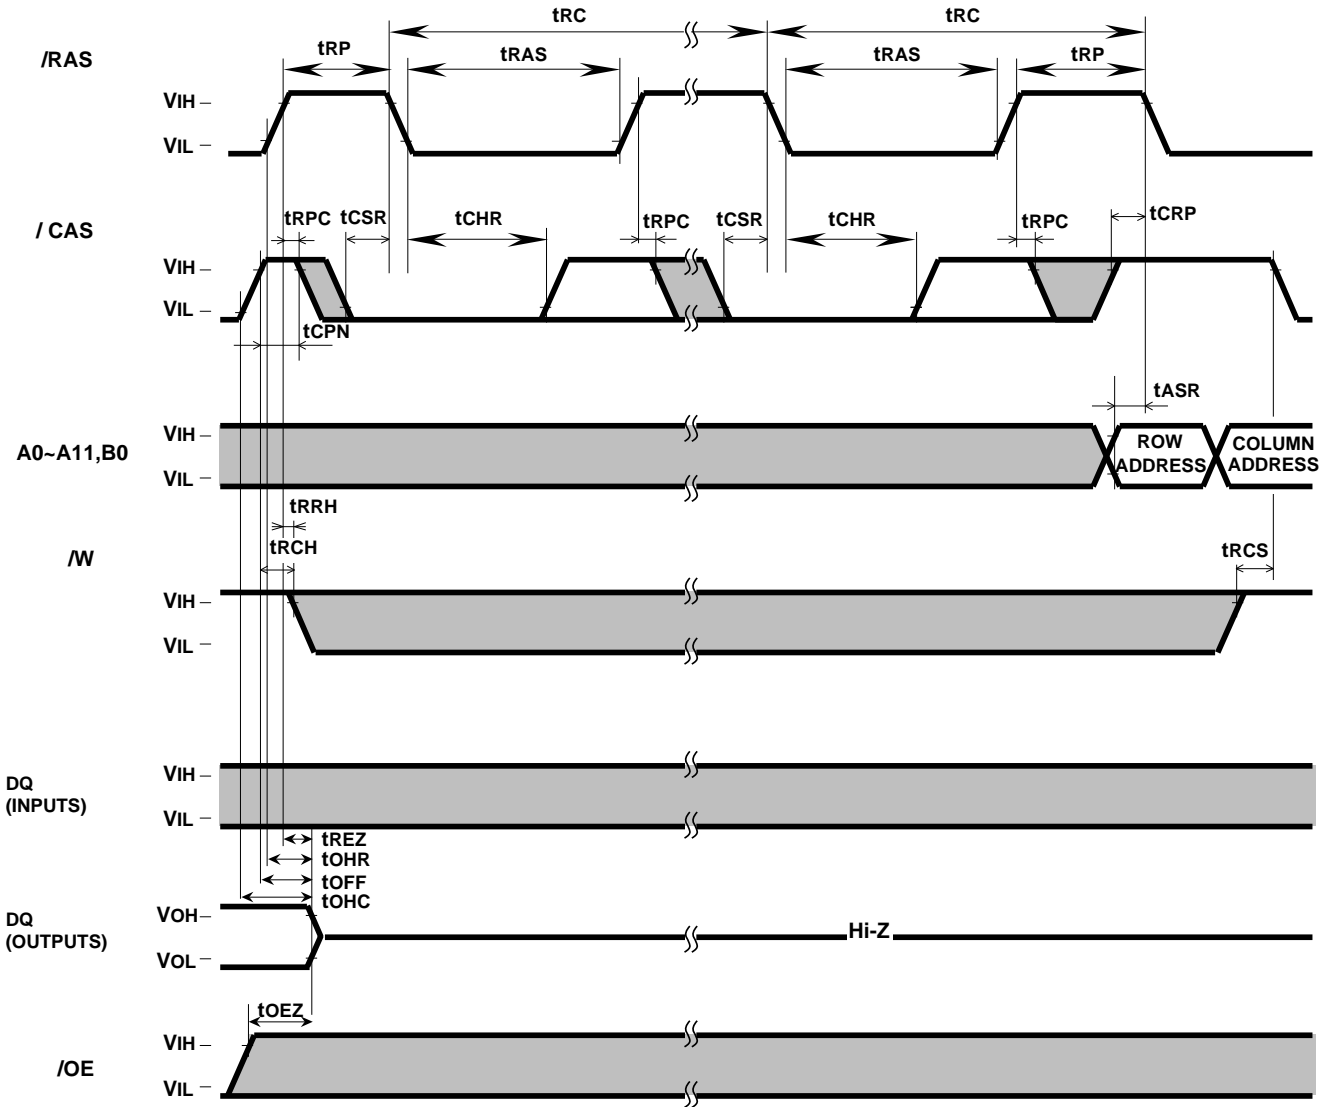 tRC tRC
/RAS tRP tRAS tRAS tRP
VIH
VIL
/ CAS tRPC tCSR tCHR tRPC tCSR tCHR tRPC tCRP
VIH
VIL
tCPN
tASR
A0~A11,B0 VIH ROW COLUMN
VIL ADDRESS ADDRESS
tRRH
/W tRCH tRCS
VIH
VIL
DQ VIH
(INPUTS) VIL
tREZ
tOHR
tOFF
tOHC
DQ VOH
(OUTPUTS) VOL Hi-Z
tOEZ
/OE VIH
VIL